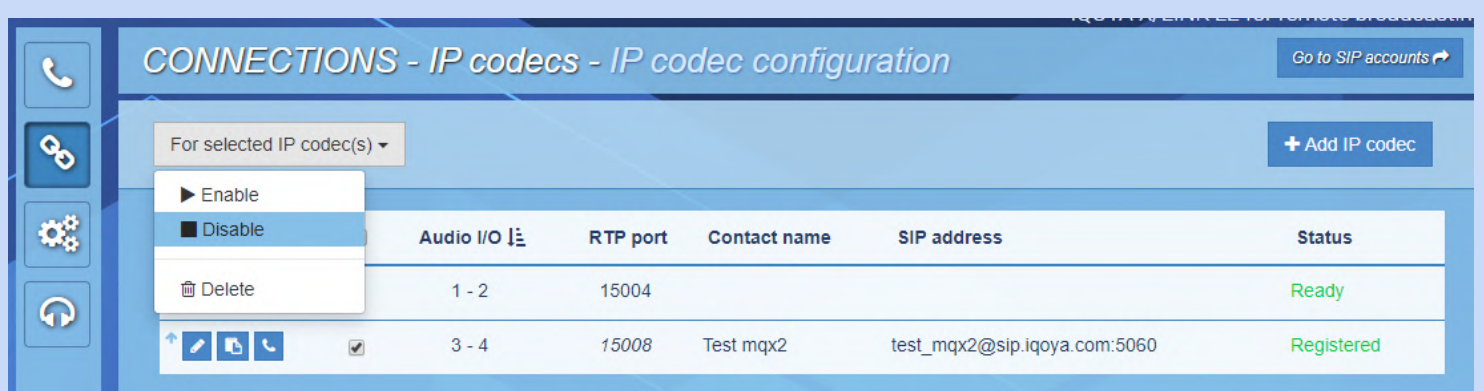 CONNECTIONS - IP codecs - IP codec configuration
Go to SIP accounts
For selected IP codec(s)
+ Add IP codec
Enable
Disable
Delete
Audio I/O RTP port Contact name SIP address Status
1 - 2 15004 Ready
3 - 4 15008 Test mqx2 test_mqx2@sip.iqoya.com:5060 Registered